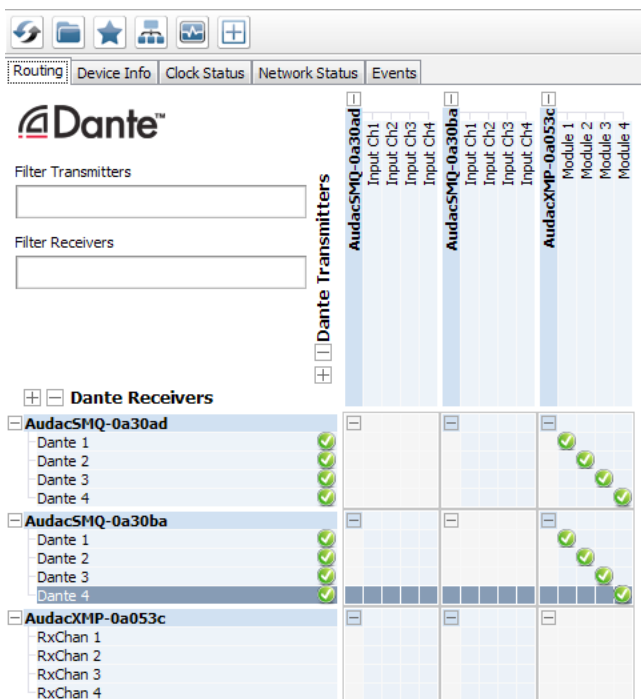 Routing Device Info Clock Status Network Status Events
Dante™
Filter Transmitters
Filter Receivers
Dante Transmitters
AudacSMQ-0a30ad
Input Ch1
Input Ch2
Input Ch3
Input Ch4
AudacSMQ-0a30ba
Input Ch1
Input Ch2
Input Ch3
Input Ch4
AudacXMP-0a053c
Module 1
Module 2
Module 3
Module 4
Dante Receivers
AudacSMQ-0a30ad
Dante 1
Dante 2
Dante 3
Dante 4
AudacSMQ-0a30ba
Dante 1
Dante 2
Dante 3
Dante 4
AudacXMP-0a053c
RxChan 1
RxChan 2
RxChan 3
RxChan 4